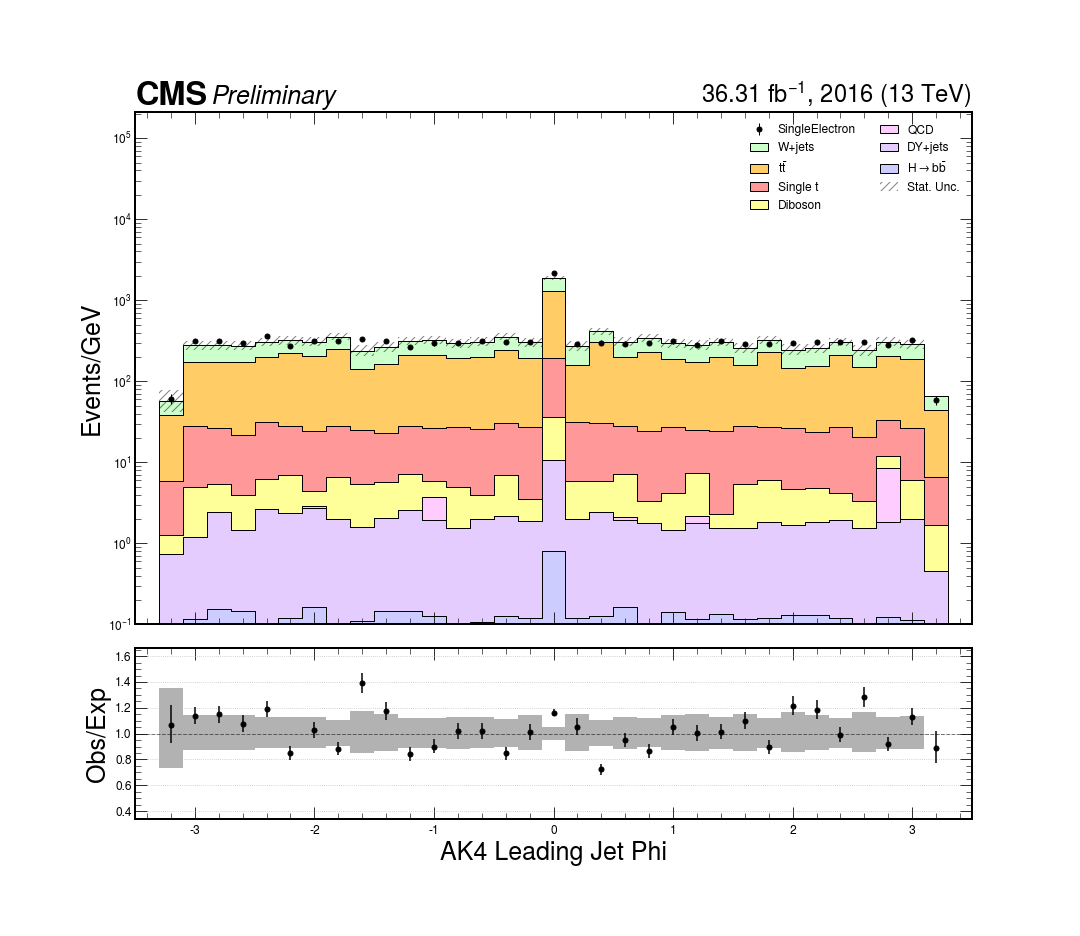 CMS Preliminary 36.31 fb⁻¹, 2016 (13 TeV)
SingleElectron QCD
W+jets DY+jets
tt̄ H→bb̄
Single t Stat. Unc.
Diboson
Events/GeV
10⁵
10⁴
10³
10²
10¹
10⁰
10⁻¹
Obs/Exp
1.6
1.4
1.2
1.0
0.8
0.6
0.4
-3 -2 -1 0 1 2 3
AK4 Leading Jet Phi